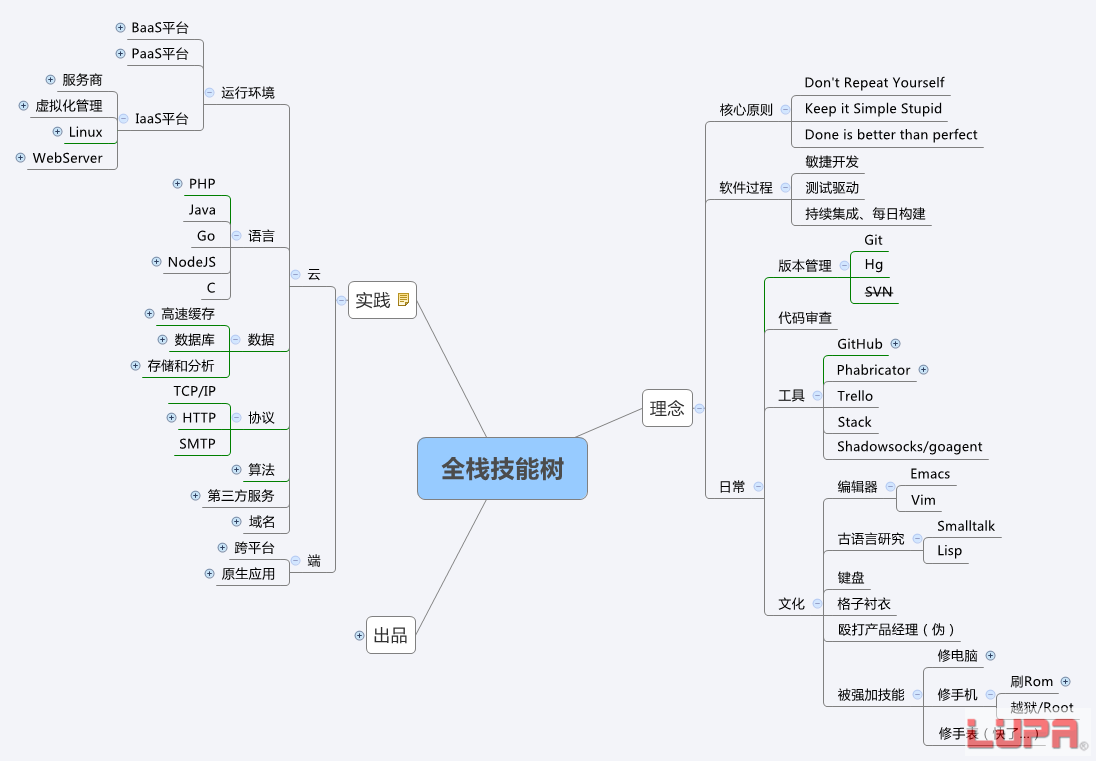 BaaS平台
PaaS平台
服务商
虚拟化管理
Linux
WebServer
IaaS平台
运行环境
PHP
Java
Go
NodeJS
C
语言
高速缓存
数据库
存储和分析
数据
TCP/IP
HTTP
SMTP
协议
算法
第三方服务
域名
云
跨平台
原生应用
端
实践
出品
全栈技能树
理念
核心原则
Don't Repeat Yourself
Keep it Simple Stupid
Done is better than perfect
软件过程
敏捷开发
测试驱动
持续集成、每日构建
日常
版本管理
Git
Hg
SVN
代码审查
工具
GitHub
Phabricator
Trello
Stack
Shadowsocks/goagent
文化
编辑器
Emacs
Vim
古语言研究
Smalltalk
Lisp
键盘
格子衬衣
殴打产品经理（伪）
被强加技能
修电脑
修手机
刷Rom
越狱/Root
修手表（快了...）
LUPA®